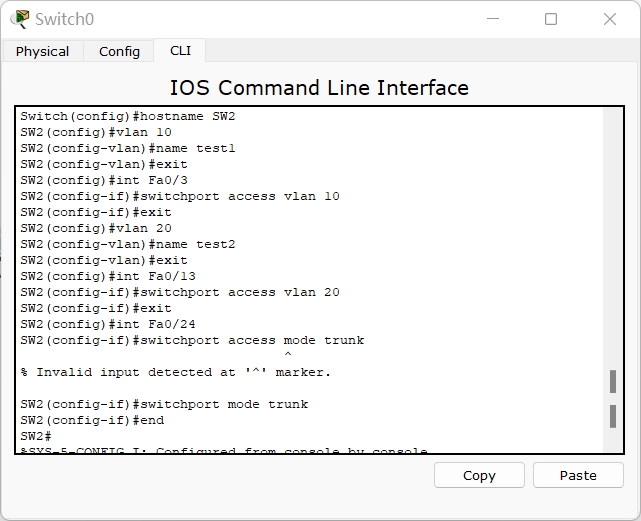 Switch0
Physical Config CLI
IOS Command Line Interface
Switch(config)#hostname SW2
SW2(config)#vlan 10
SW2(config-vlan)#name test1
SW2(config-vlan)#exit
SW2(config)#int Fa0/3
SW2(config-if)#switchport access vlan 10
SW2(config-if)#exit
SW2(config)#vlan 20
SW2(config-vlan)#name test2
SW2(config-vlan)#exit
SW2(config)#int Fa0/13
SW2(config-if)#switchport access vlan 20
SW2(config-if)#exit
SW2(config)#int Fa0/24
SW2(config-if)#switchport access mode trunk
^
% Invalid input detected at '^' marker.
SW2(config-if)#switchport mode trunk
SW2(config-if)#end
SW2#
%SYS-5-CONFIG_I: Configured from console by console
Copy Paste